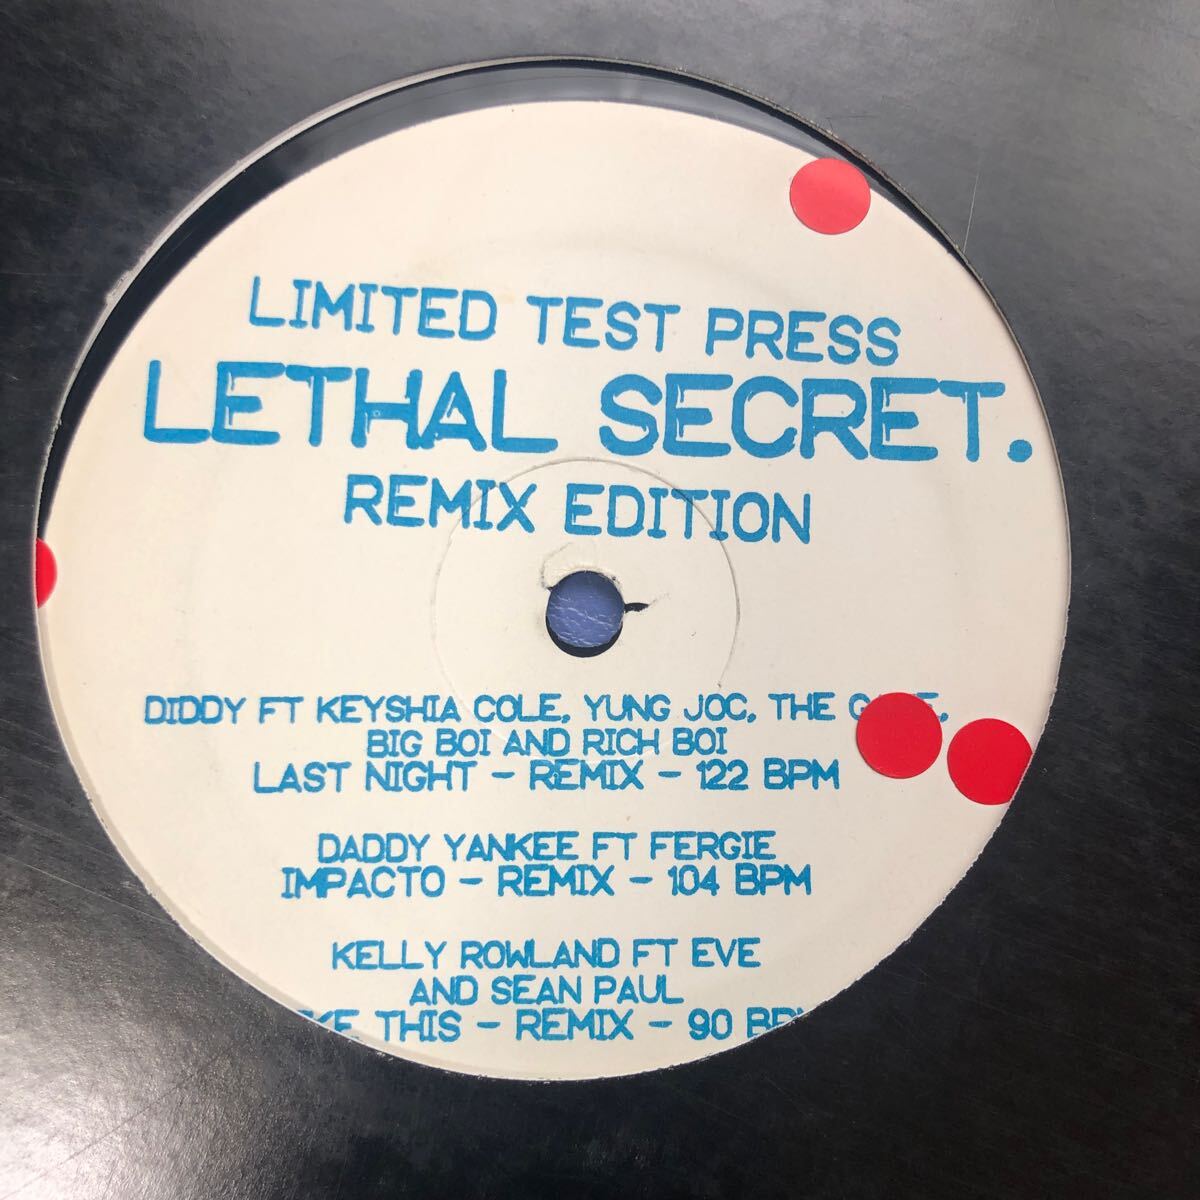 LIMITED TEST PRESS
LETHAL SECRET.
REMIX EDITION
DIDDY FT KEYSHIA COLE, YUNG JOC, THE
BIG BOI AND RICH BOI
LAST NIGHT - REMIX - 122 BPM
DADDY YANKEE FT FERGIE
IMPACTO - REMIX - 104 BPM
KELLY ROWLAND FT EVE
AND SEAN PAUL
THIS - REMIX - 90